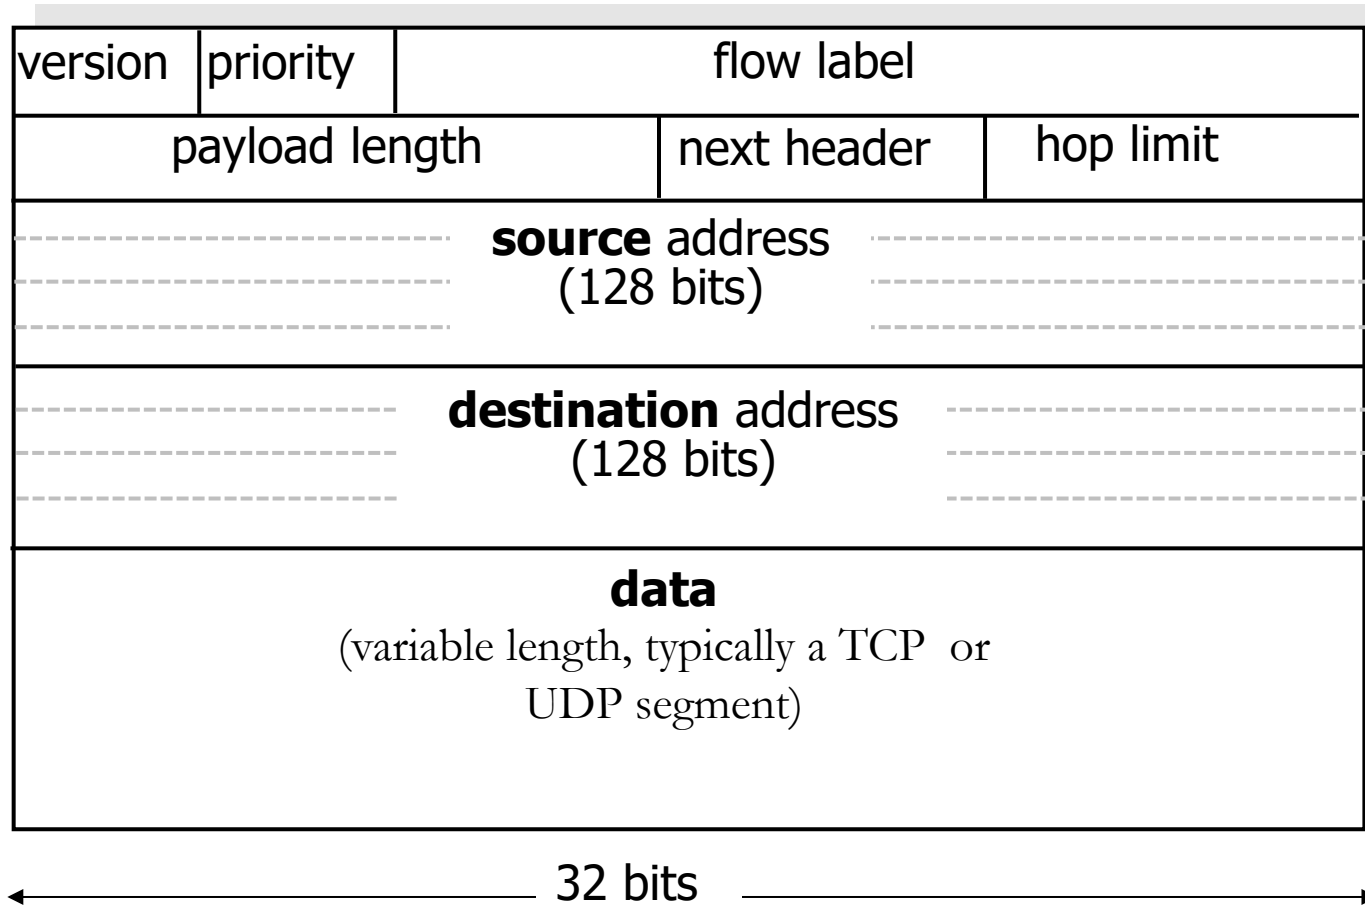 version priority flow label
payload length next header hop limit
source address
(128 bits)
destination address
(128 bits)
data
(variable length, typically a TCP or
UDP segment)
32 bits